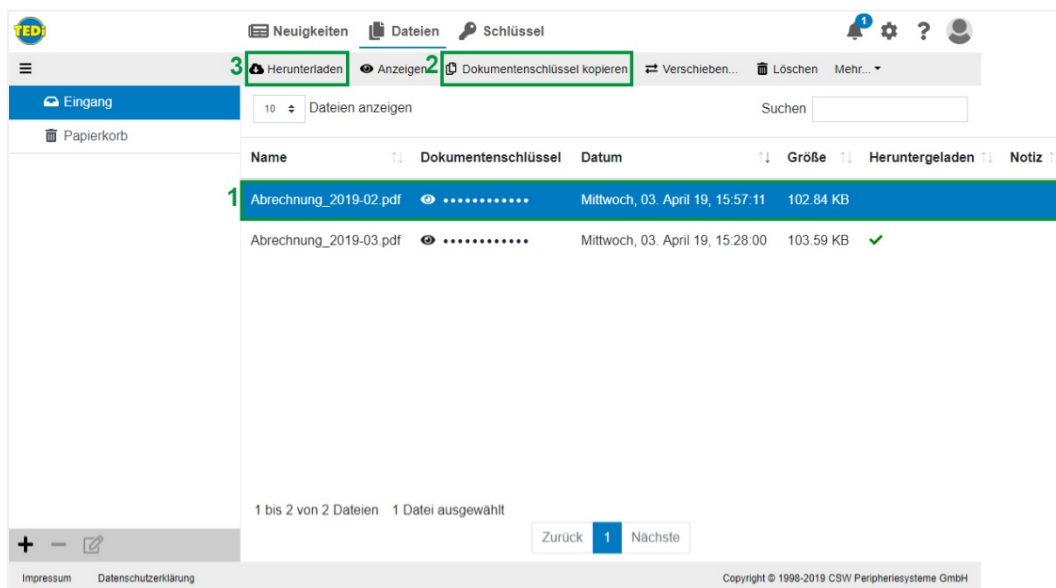 TEDi
Neuigkeiten Dateien Schlüssel 1 ?
3 Herunterladen Anzeigen 2 Dokumentenschlüssel kopieren Verschieben... Löschen Mehr...
Eingang
Papierkorb
10 Dateien anzeigen Suchen
Name Dokumentenschlüssel Datum Größe Heruntergeladen Notiz
1 Abrechnung_2019-02.pdf •••••••••••• Mittwoch, 03. April 19, 15:57:11 102.84 KB
Abrechnung_2019-03.pdf •••••••••••• Mittwoch, 03. April 19, 15:28:00 103.59 KB
1 bis 2 von 2 Dateien 1 Datei ausgewählt
Zurück 1 Nächste
Impressum Datenschutzerklärung Copyright © 1998-2019 CSW Peripheriesysteme GmbH